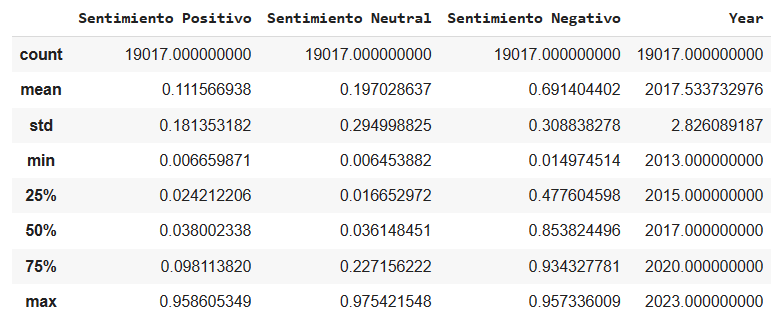 Sentimiento Positivo Sentimiento Neutral Sentimiento Negativo Year
count 19017.000000000 19017.000000000 19017.000000000 19017.000000000
mean 0.111566938 0.197028637 0.691404402 2017.533732976
std 0.181353182 0.294998825 0.308838278 2.826089187
min 0.006659871 0.006453882 0.014974514 2013.000000000
25% 0.024212206 0.016652972 0.477604598 2015.000000000
50% 0.038002338 0.036148451 0.853824496 2017.000000000
75% 0.098113820 0.227156222 0.934327781 2020.000000000
max 0.958605349 0.975421548 0.957336009 2023.000000000